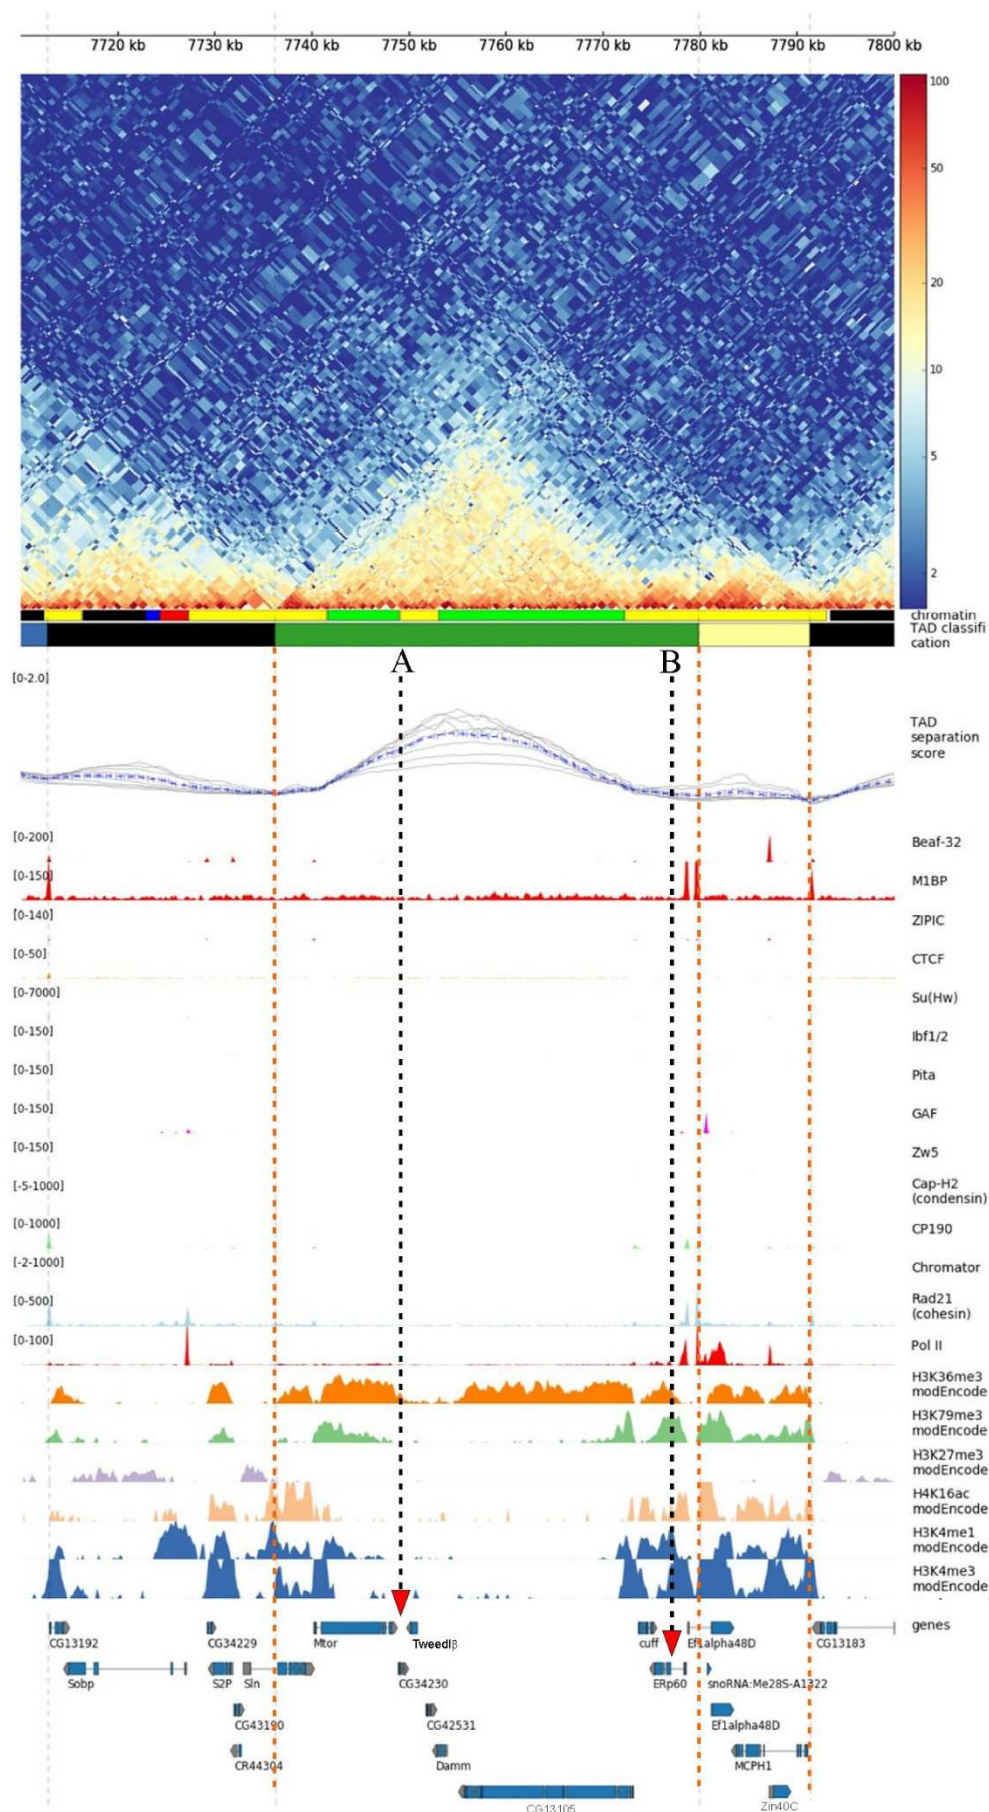 7720 kb 7730 kb 7740 kb 7750 kb 7760 kb 7770 kb 7780 kb 7790 kb 7800 kb
100
50
20
10
5
2
chromatin
TAD classifi
cation
A B
[0-2.0]
TAD
separation
score
[0-200]
Beaf-32
[0-150]
M1BP
[0-140]
ZIPIC
[0-50]
CTCF
[0-7000]
Su(Hw)
[0-150]
Ibf1/2
[0-150]
Pita
[0-150]
GAF
[0-150]
Zw5
[-5-1000]
Cap-H2
(condensin)
[0-1000]
CP190
[-2-1000]
Chromator
[0-500]
Rad21
(cohesin)
[0-100]
Pol II
H3K36me3
modEncode
H3K79me3
modEncode
H3K27me3
modEncode
H4K16ac
modEncode
H3K4me1
modEncode
H3K4me3
modEncode
genes
CG13192 CG34229 Mtor Tweedlβ cuff Ef1alpha48D CG13183
Sobp S2P Sln CG34230 ERp60 snoRNA:Me28S-A1322
CG43190 CG42531 Ef1alpha48D
CR44304 Damm MCPH1
CG13105 Zin40C